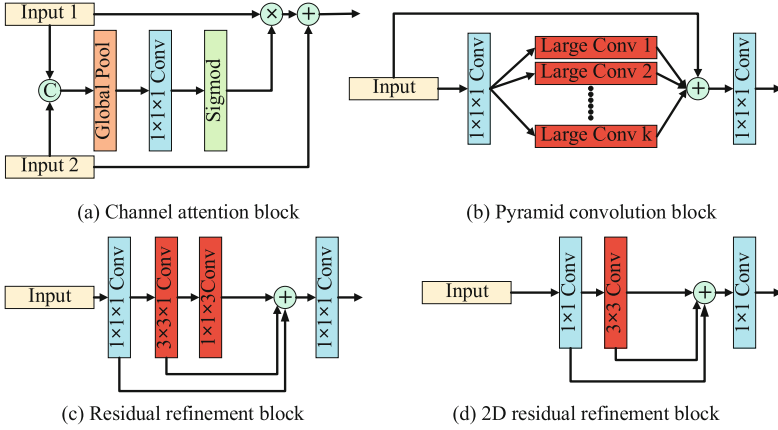 Input 1
C
Global Pool
1×1×1 Conv
Sigmod
×
+
Input 2
(a) Channel attention block
Input
1×1×1 Conv
Large Conv 1
Large Conv 2
Large Conv k
+
1×1×1 Conv
(b) Pyramid convolution block
Input
1×1×1 Conv
3×3×1 Conv
1×1×3Conv
+
1×1×1 Conv
(c) Residual refinement block
Input
1×1 Conv
3×3 Conv
+
1×1 Conv
(d) 2D residual refinement block